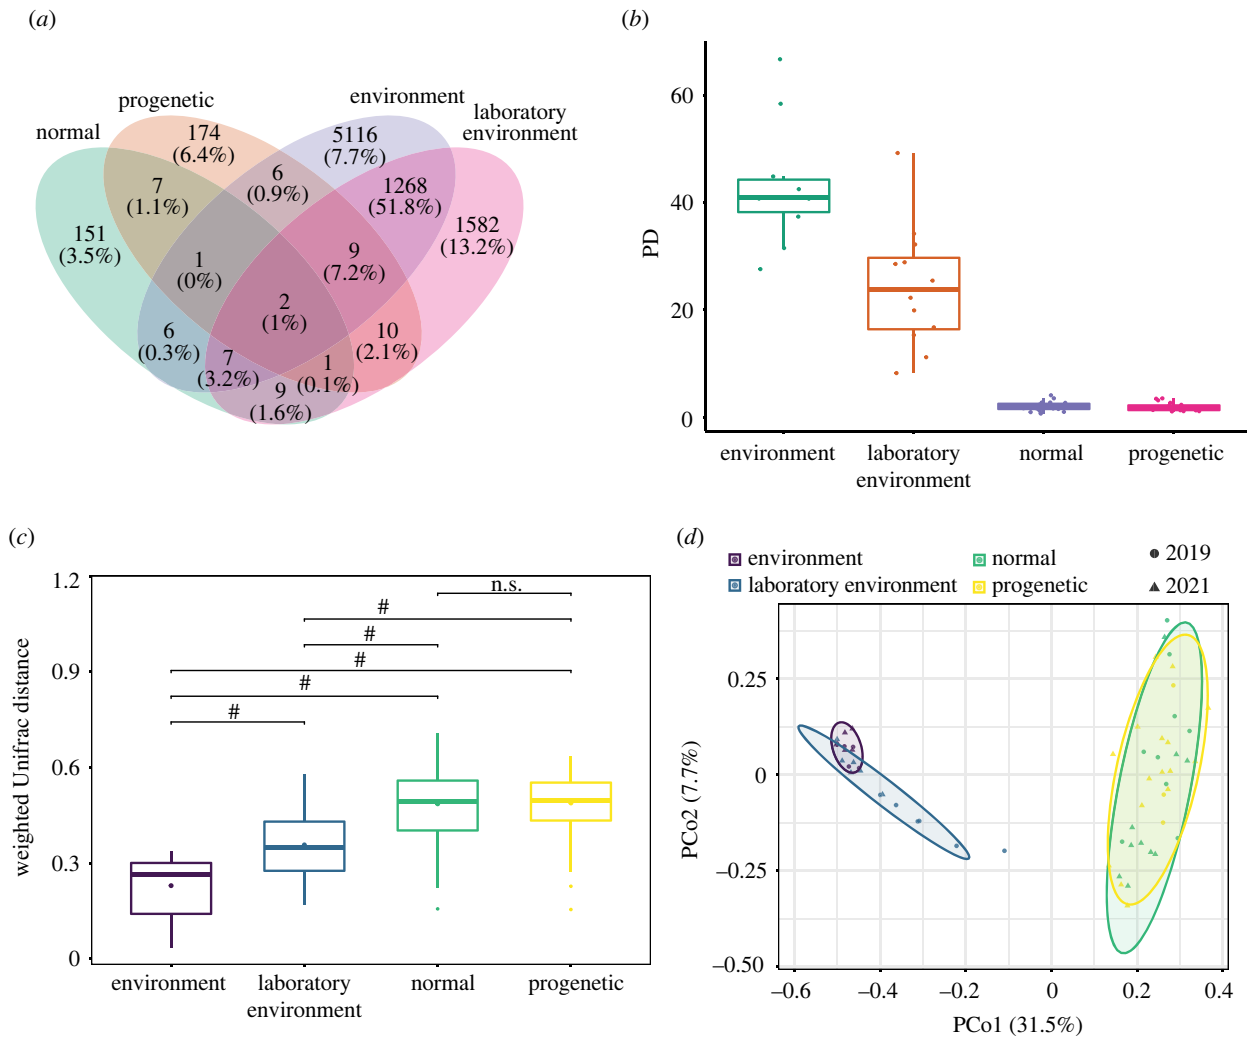 (a)
progenetic
environment
normal
laboratory
environment
174
(6.4%)
5116
(7.7%)
7
(1.1%)
6
(0.9%)
1268
(51.8%)
1582
(13.2%)
151
(3.5%)
1
(0%)
9
(7.2%)
2
(1%)
6
(0.3%)
7
(3.2%)
1
(0.1%)
10
(2.1%)
9
(1.6%)
(b)
PD
60
40
20
0
environment
laboratory
environment
normal
progenetic
(c)
weighted Unifrac distance
1.2
0.9
0.6
0.3
0
n.s.
#
#
#
#
#
environment
laboratory
environment
normal
progenetic
(d)
environment
normal
2019
laboratory environment
progenetic
2021
PCo2 (7.7%)
0.25
0
–0.25
–0.50
–0.6
–0.4
–0.2
0
0.2
0.4
PCo1 (31.5%)